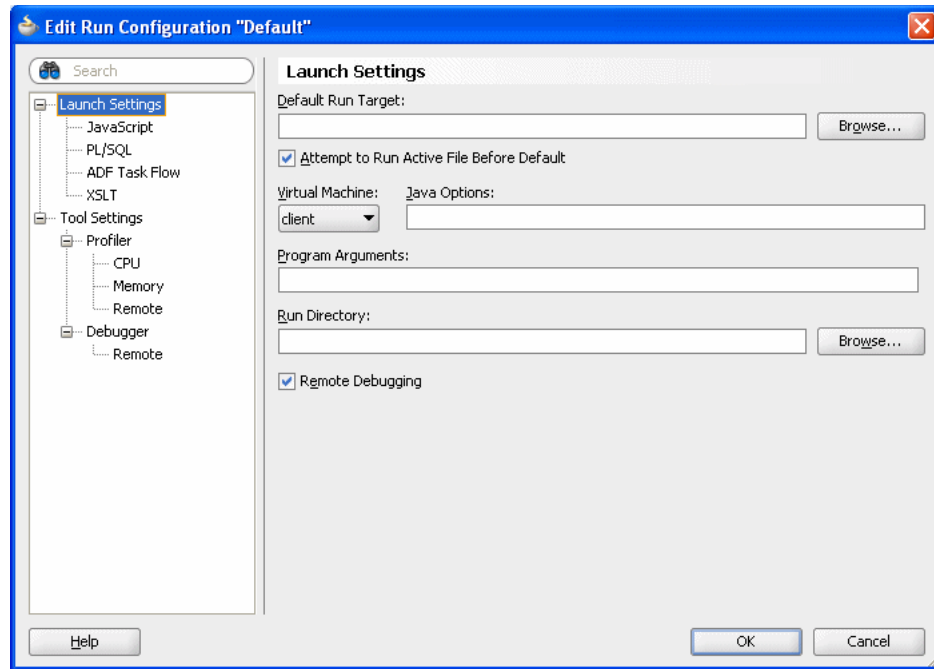 Edit Run Configuration "Default"
Search
Launch Settings
JavaScript
PL/SQL
ADF Task Flow
XSLT
Tool Settings
Profiler
CPU
Memory
Remote
Debugger
Remote
Launch Settings
Default Run Target:
Browse...
Attempt to Run Active File Before Default
Virtual Machine: Java Options:
client
Program Arguments:
Run Directory:
Browse...
Remote Debugging
Help OK Cancel